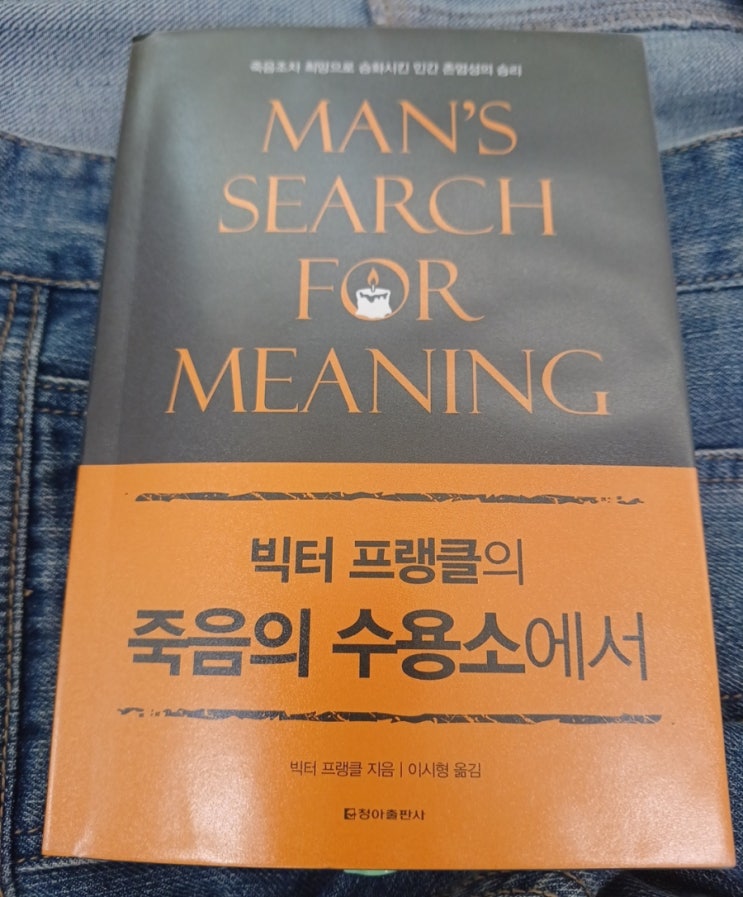 죽음조차 희망으로 승화시킨 인간 존엄성의 승리
MAN'S
SEARCH
FOR
MEANING
빅터 프랭클의
죽음의 수용소에서
빅터 프랭클 지음 | 이시형 옮김
청아출판사